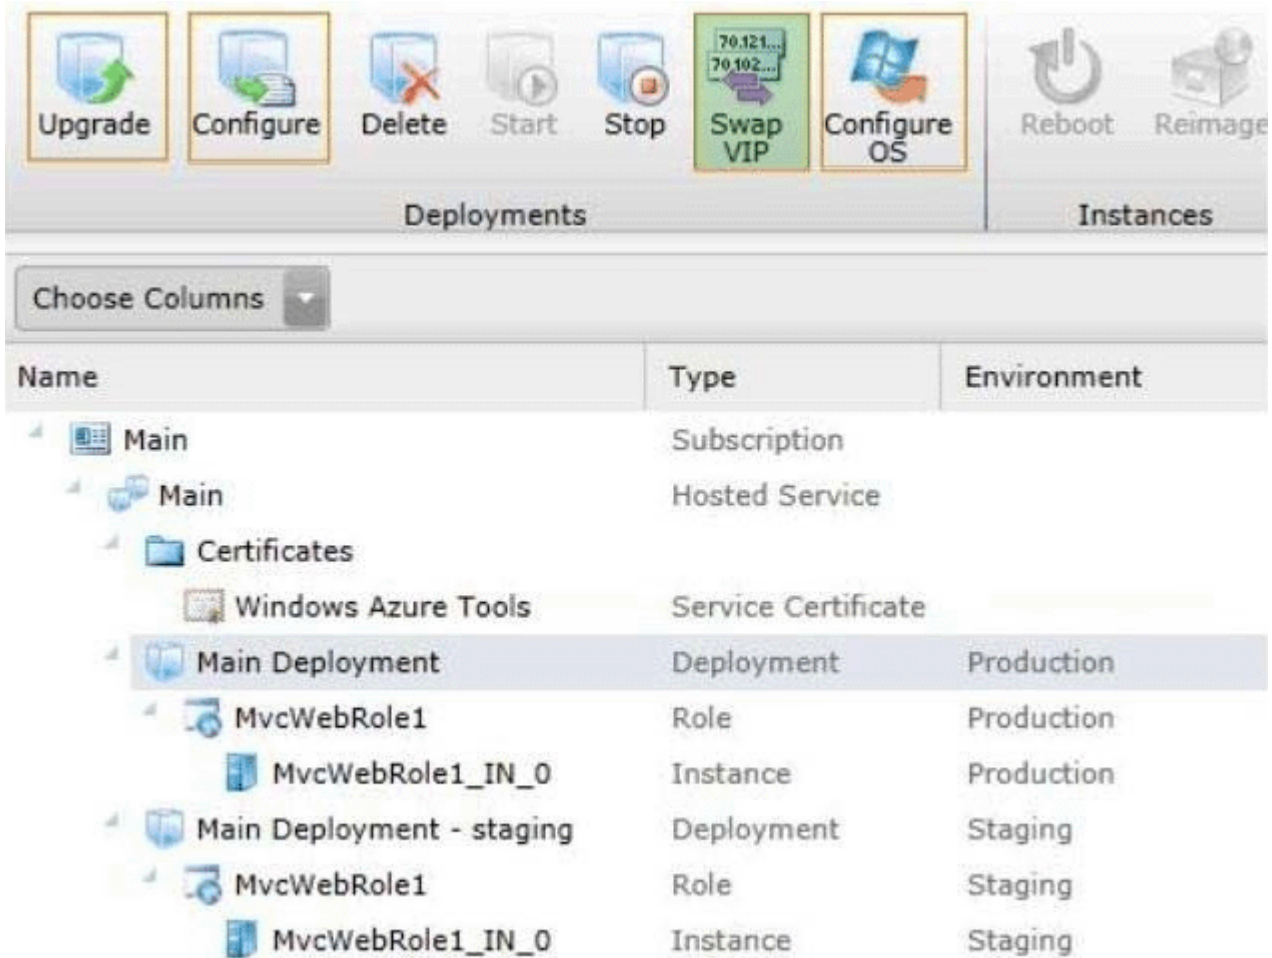 70.121...
70.102...
Upgrade Configure Delete Start Stop Swap VIP Configure OS Reboot Reimage
Deployments Instances
Choose Columns
Name Type Environment
Main Subscription
Main Hosted Service
Certificates
Windows Azure Tools Service Certificate
Main Deployment Deployment Production
MvcWebRole1 Role Production
MvcWebRole1_IN_0 Instance Production
Main Deployment - staging Deployment Staging
MvcWebRole1 Role Staging
MvcWebRole1_IN_0 Instance Staging